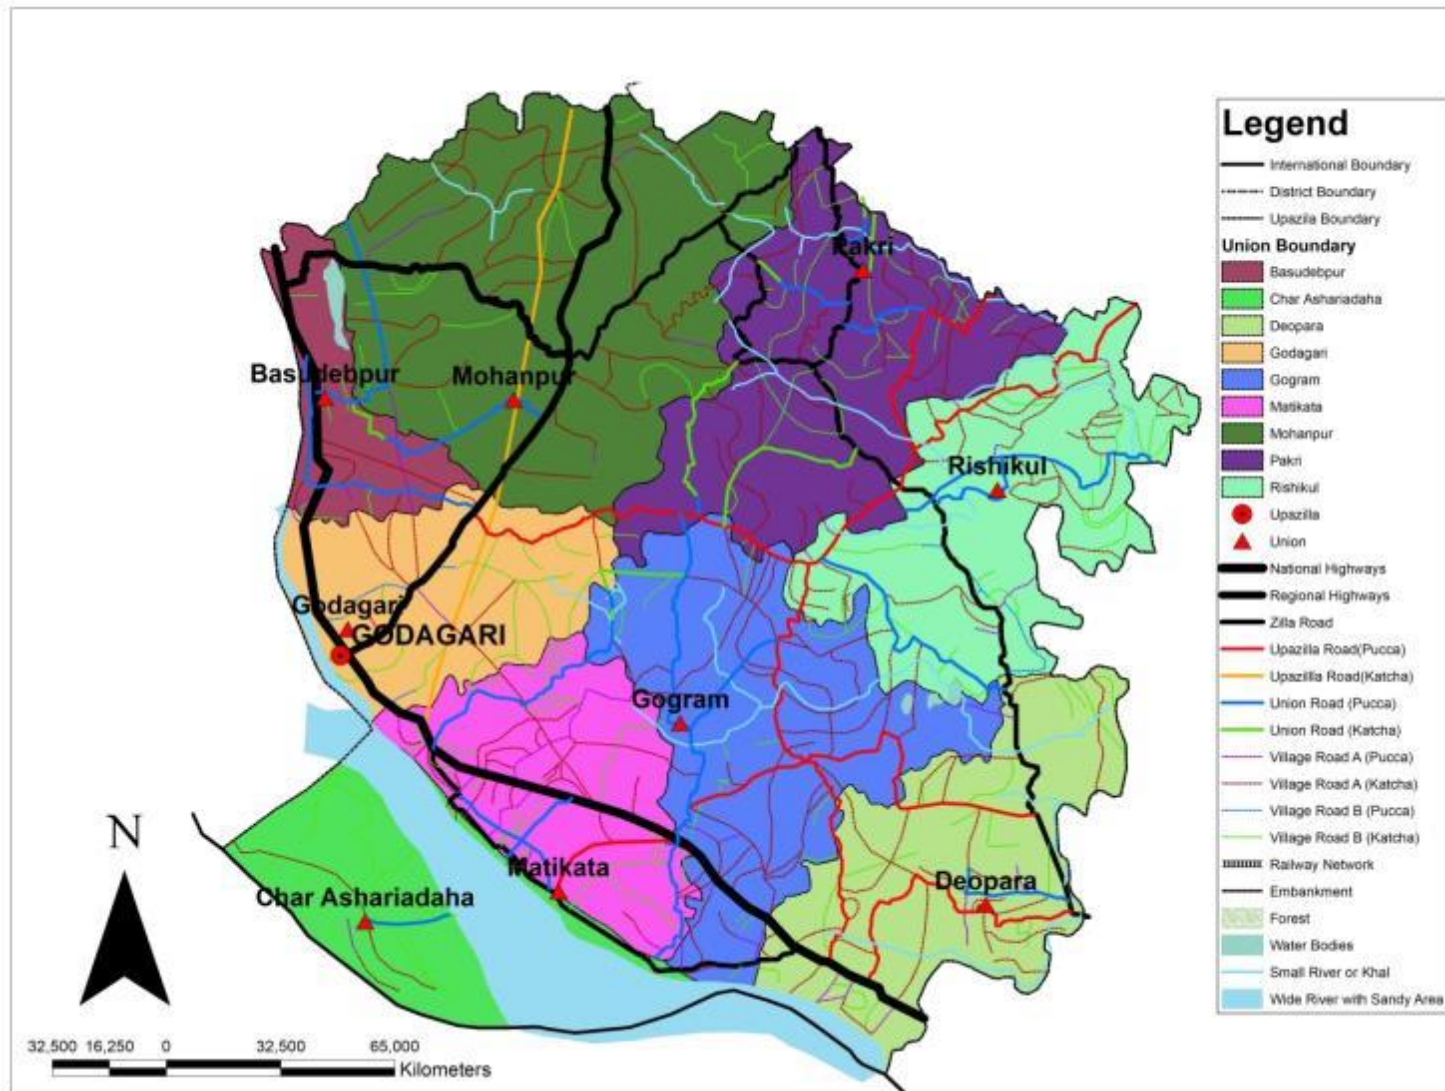 Pakri
Basudebpur
Mohanpur
Rishikul
Godagari
GODAGARI
Gogram
Matikata
Deopara
Char Ashariadaha
N
32,500 16,250 0 32,500 65,000
Kilometers
Legend
International Boundary
District Boundary
Upazila Boundary
Union Boundary
Basudebpur
Char Ashariadaha
Deopara
Godagari
Gogram
Matikata
Mohanpur
Pakri
Rishikul
Upazilla
Union
National Highways
Regional Highways
Zilla Road
Upazilla Road(Pucca)
Upazillla Road(Katcha)
Union Road (Pucca)
Union Road (Katcha)
Village Road A (Pucca)
Village Road A (Katcha)
Village Road B (Pucca)
Village Road B (Katcha)
Railway Network
Embankment
Forest
Water Bodies
Small River or Khal
Wide River with Sandy Area